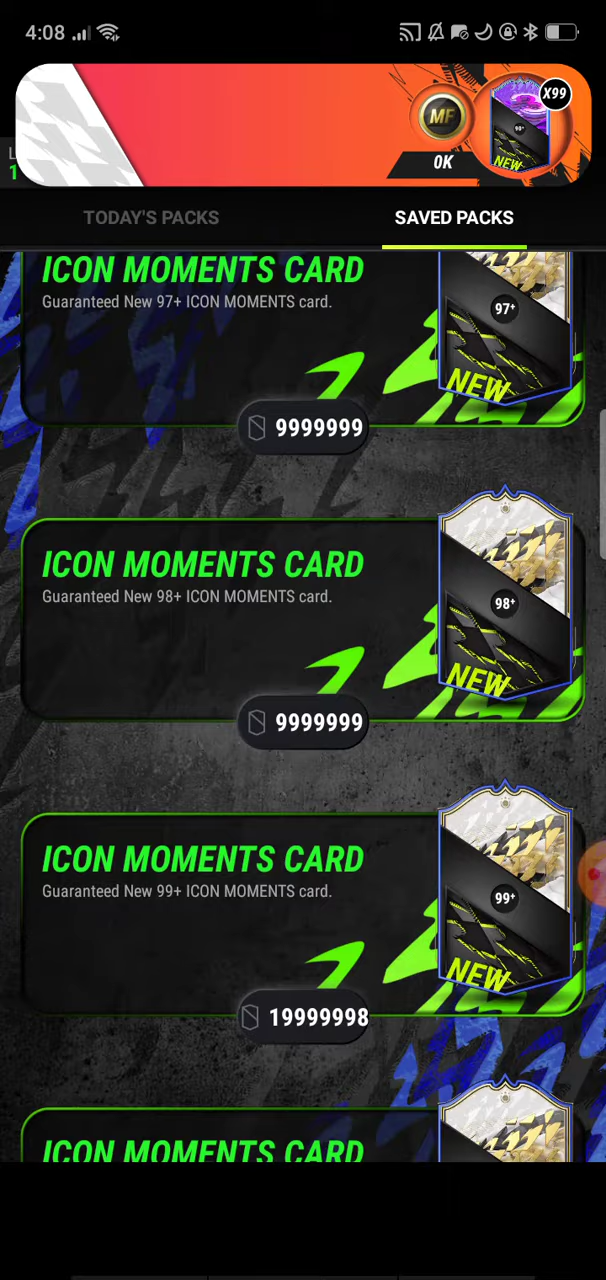 4:08
L
1
MF
0K
X99
90+
NEW
TODAY'S PACKS
SAVED PACKS
ICON MOMENTS CARD
Guaranteed New 97+ ICON MOMENTS card.
97+
NEW
9999999
ICON MOMENTS CARD
Guaranteed New 98+ ICON MOMENTS card.
98+
NEW
9999999
ICON MOMENTS CARD
Guaranteed New 99+ ICON MOMENTS card.
99+
NEW
19999998
ICON MOMENTS CARD